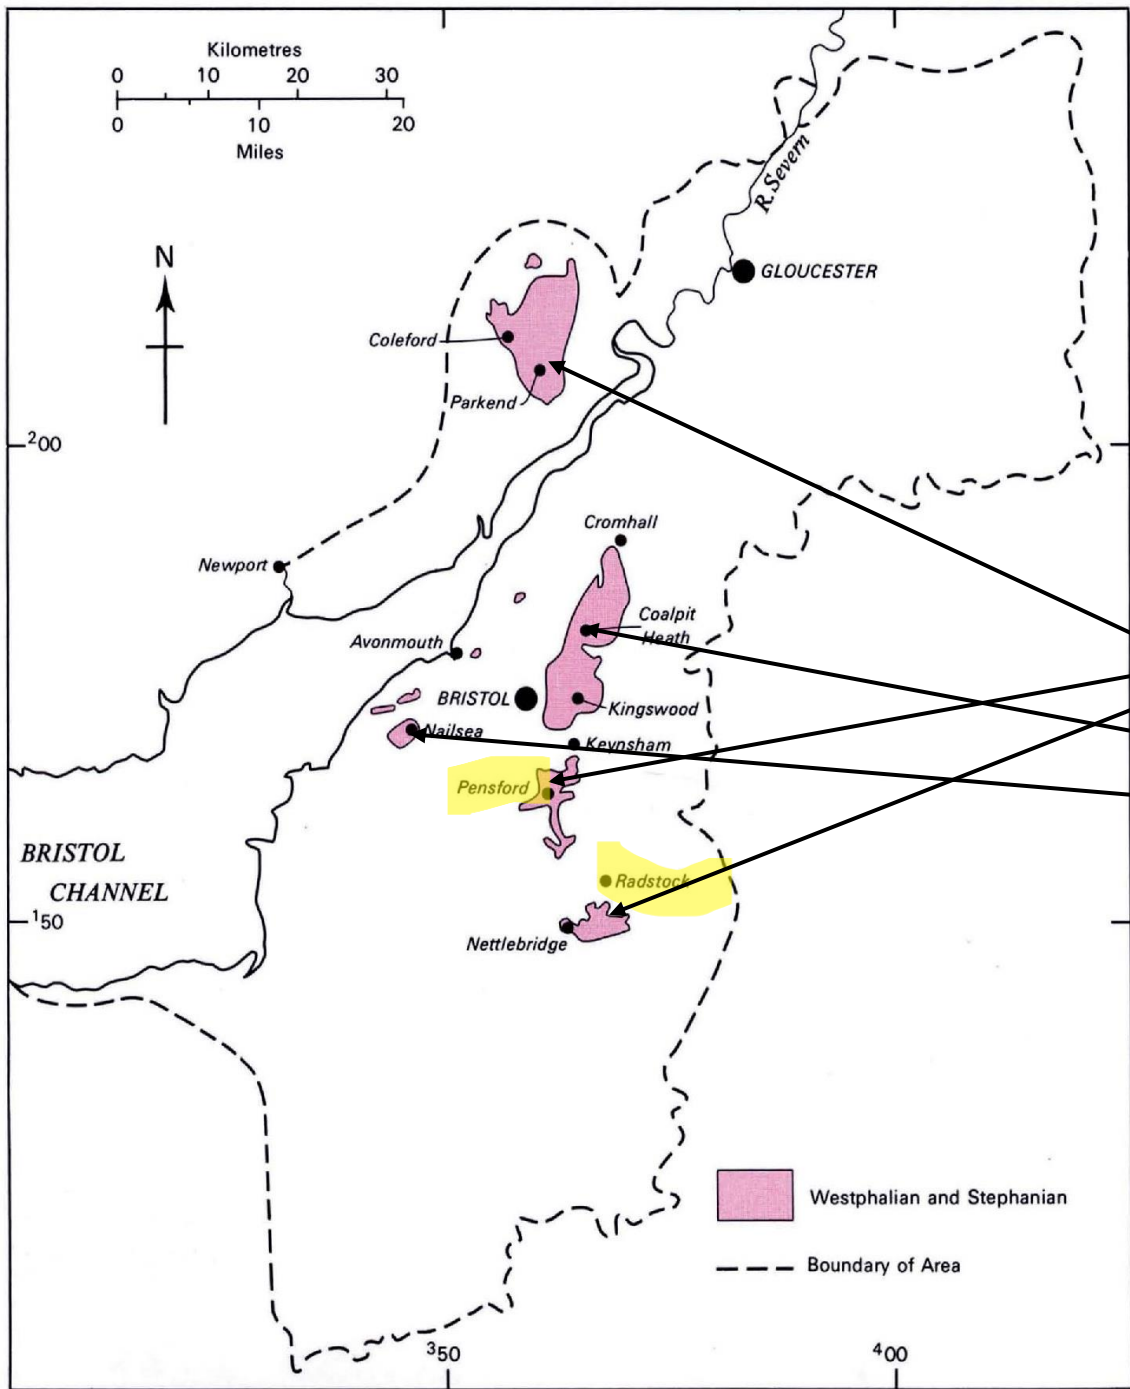 Kilometres
0 10 20 30
0 10 20
Miles
R. Severn
N
GLOUCESTER
Coleford
Parkend
²00
Cromhall
Newport
Coalpit
Heath
Avonmouth
BRISTOL
Kingswood
Nailsea
Keynsham
Pensford
BRISTOL
CHANNEL
Radstock
¹50
Nettlebridge
Westphalian and Stephanian
Boundary of Area
³50
⁴00